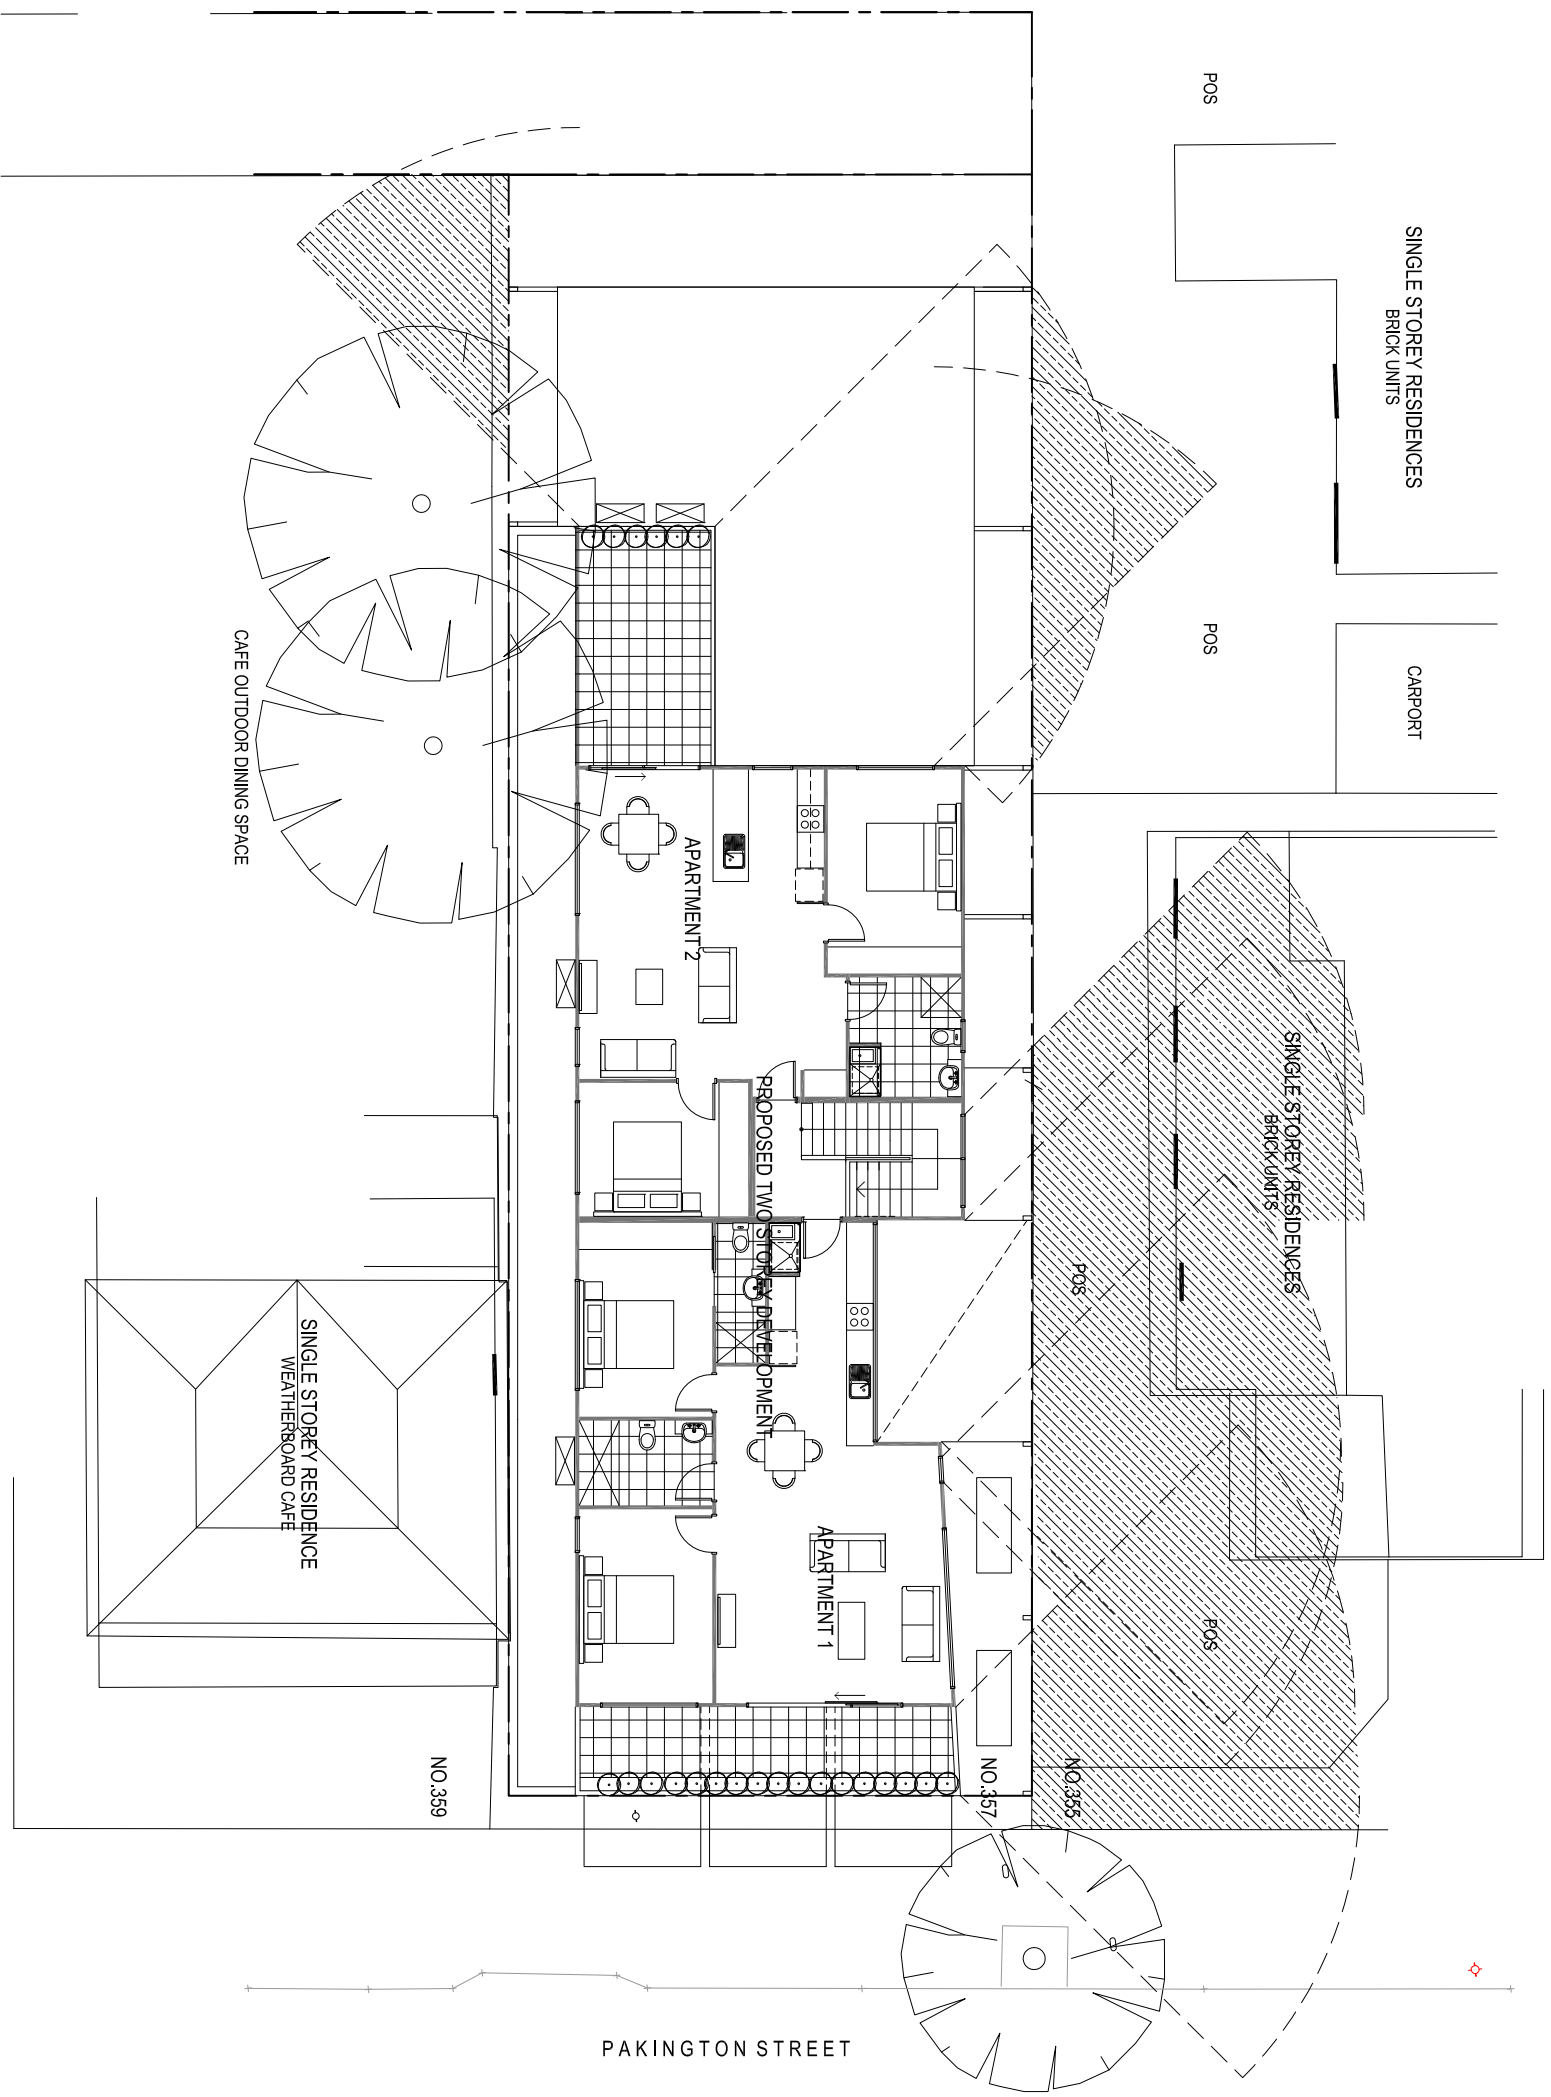 POS
SINGLE STOREY RESIDENCES
BRICK UNITS
POS
CARPORT
CAFE OUTDOOR DINING SPACE
APARTMENT 2
PROPOSED TWO STOREY DEVELOPMENT
SINGLE STOREY RESIDENCES
BRICK UNITS
POS
SINGLE STOREY RESIDENCE
WEATHERBOARD CAFE
APARTMENT 1
POS
NO.359
NO.357
NO.355
PAKINGTON STREET